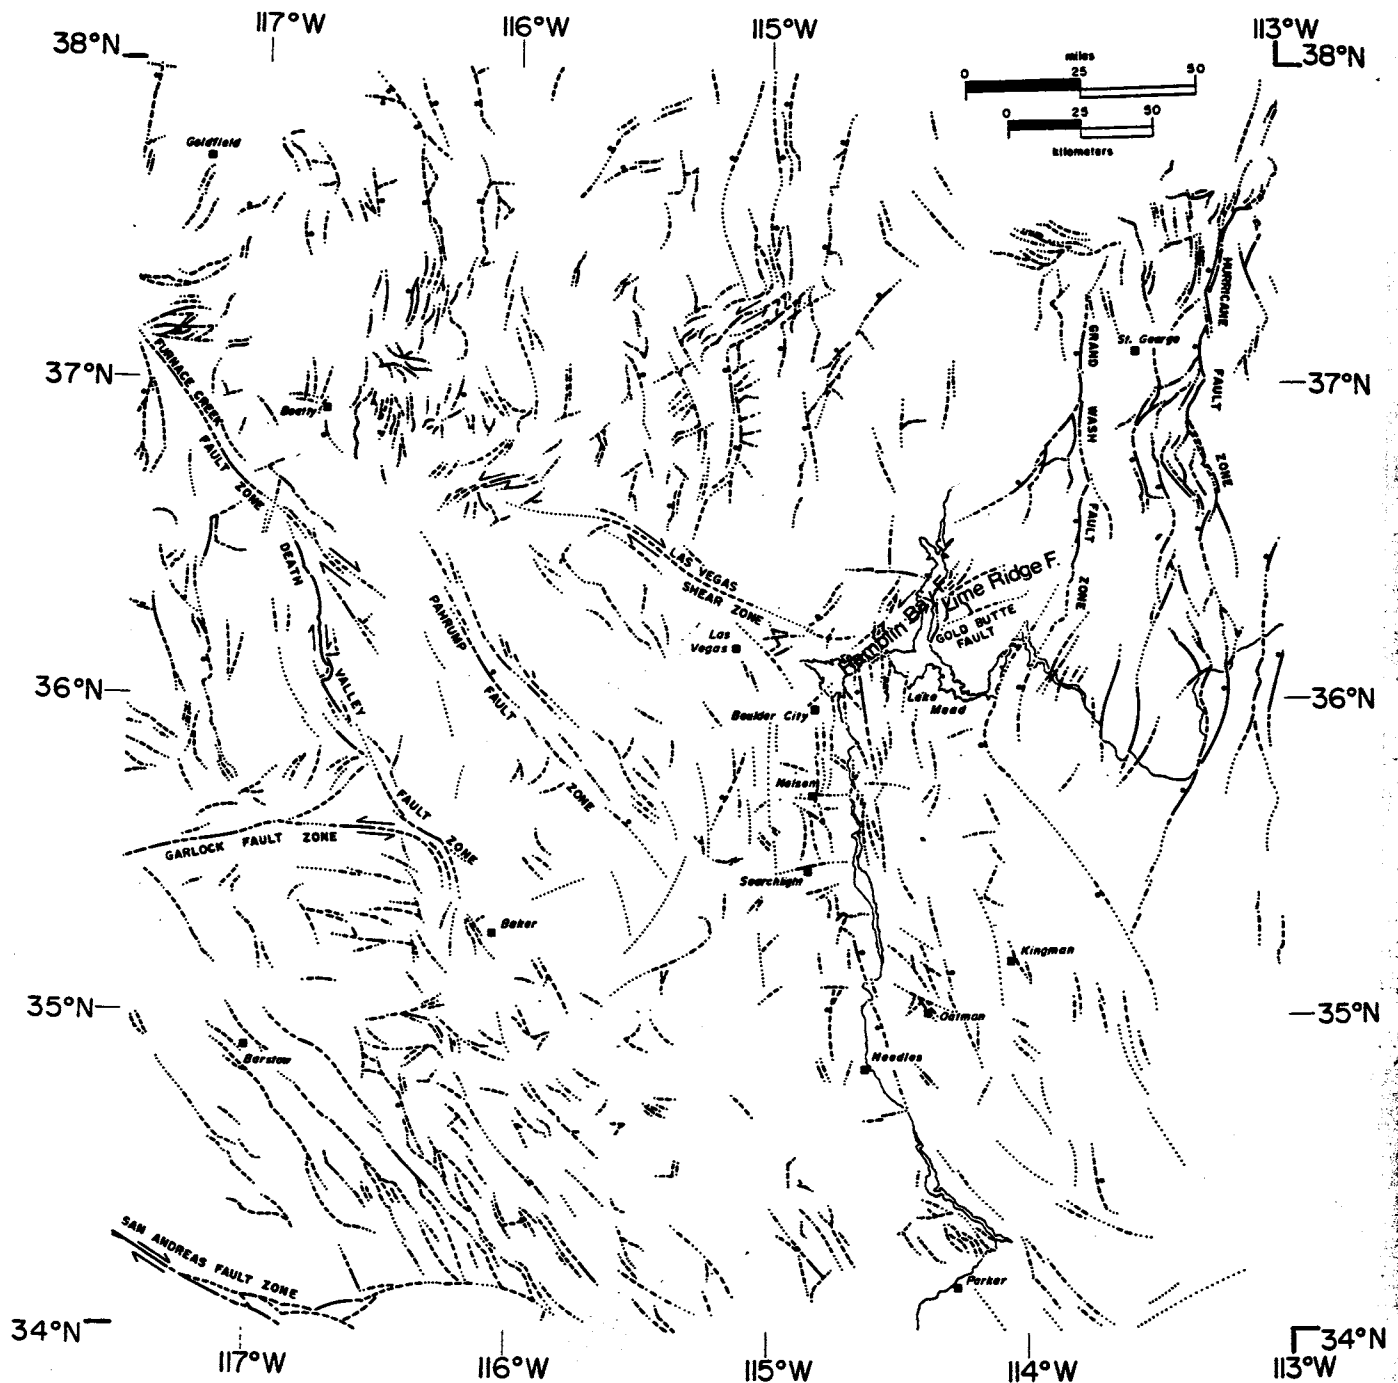 117°W
116°W
115°W
113°W
38°N
38°N
miles
0 25 50
0 25 50
kilometers
Goldfield
HURRICANE
FAULT
ZONE
GRAND
WASH
FAULT
ZONE
St. George
37°N
37°N
FURNACE CREEK
FAULT
ZONE
Beatty
DEATH
VALLEY
FAULT
ZONE
PAHRUMP
FAULT
ZONE
LAS VEGAS
SHEAR ZONE
Las
Vegas
Hamblin Bay F.
Lime Ridge F.
GOLD BUTTE
FAULT
36°N
36°N
Lake
Mead
Boulder City
Nelson
GARLOCK FAULT ZONE
Searchlight
Baker
Kingman
35°N
35°N
Oatman
Barstow
Needles
SAN ANDREAS FAULT ZONE
Parker
34°N
34°N
117°W
116°W
115°W
114°W
113°W